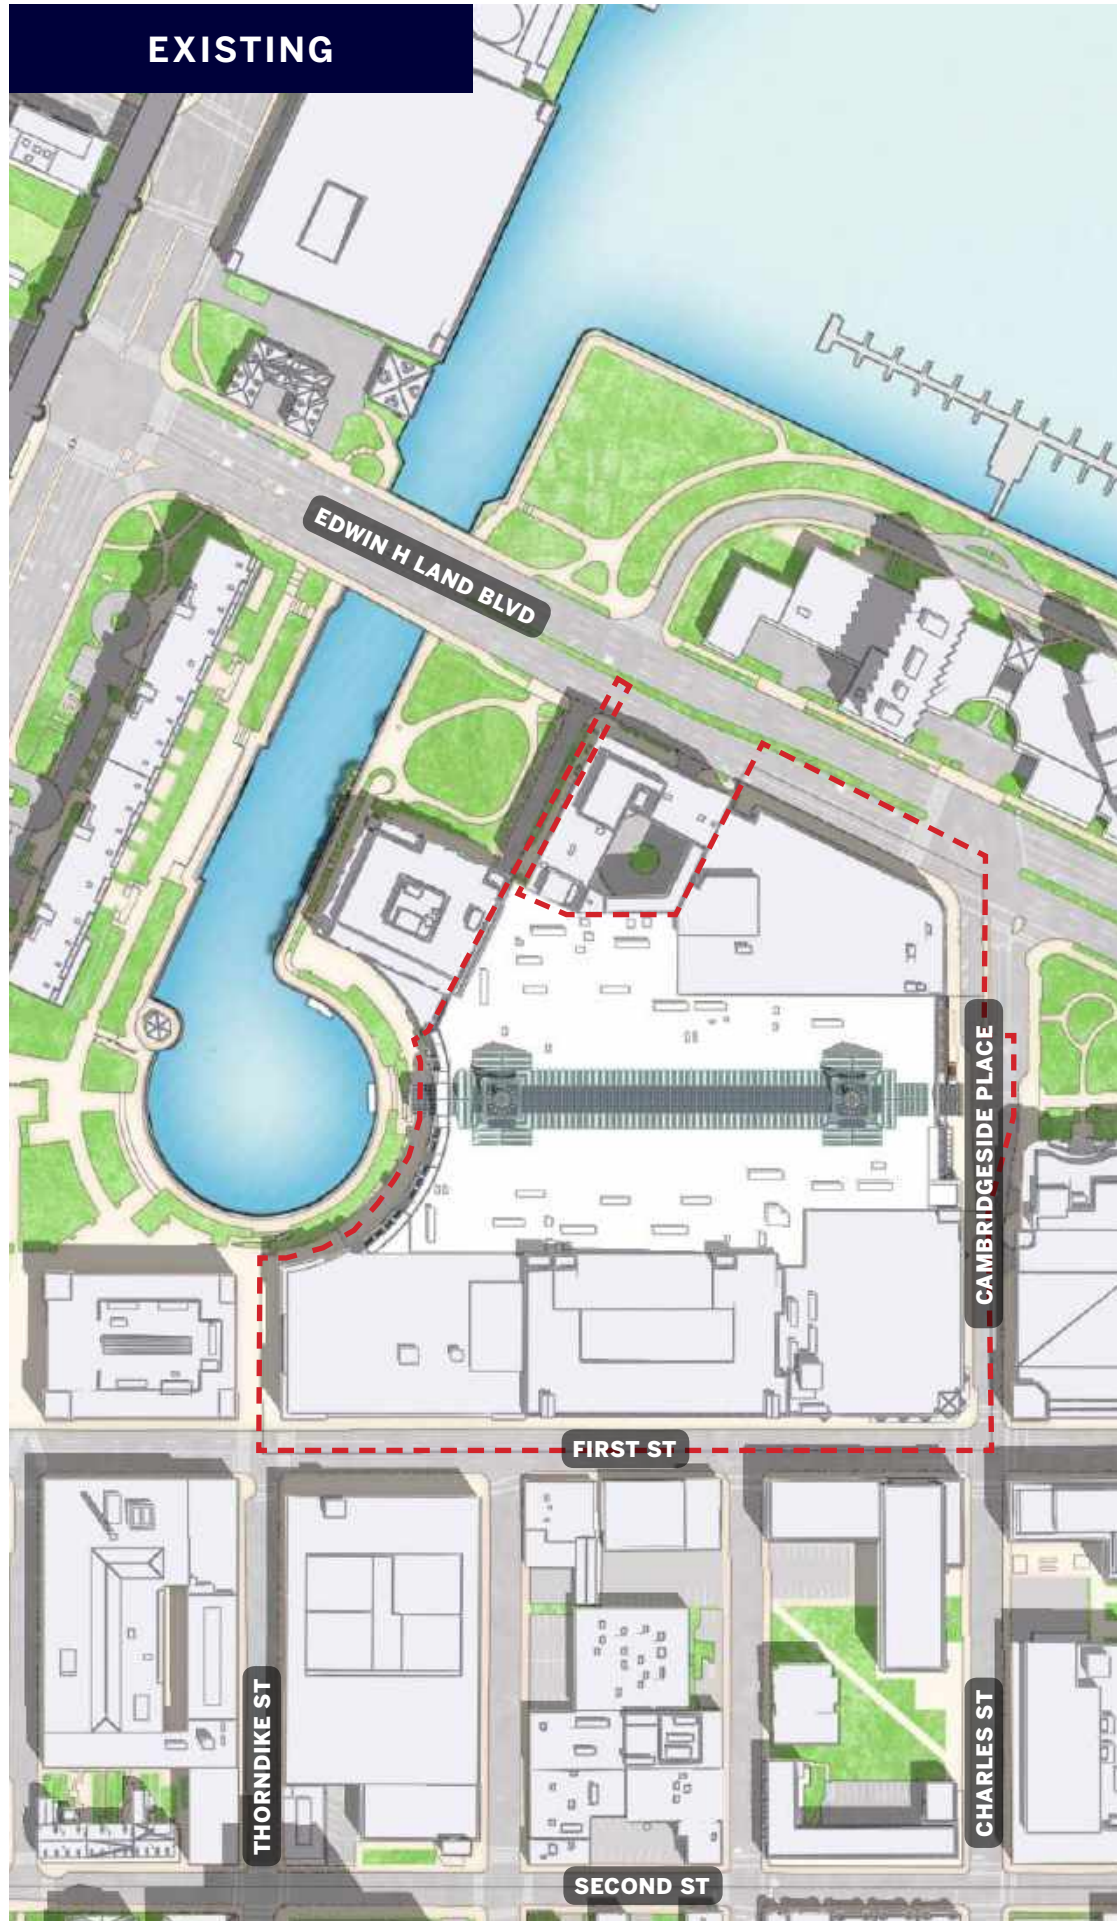 EXISTING
EDWIN H LAND BLVD
CAMBRIDGESIDE PLACE
FIRST ST
THORNDIKE ST
CHARLES ST
SECOND ST